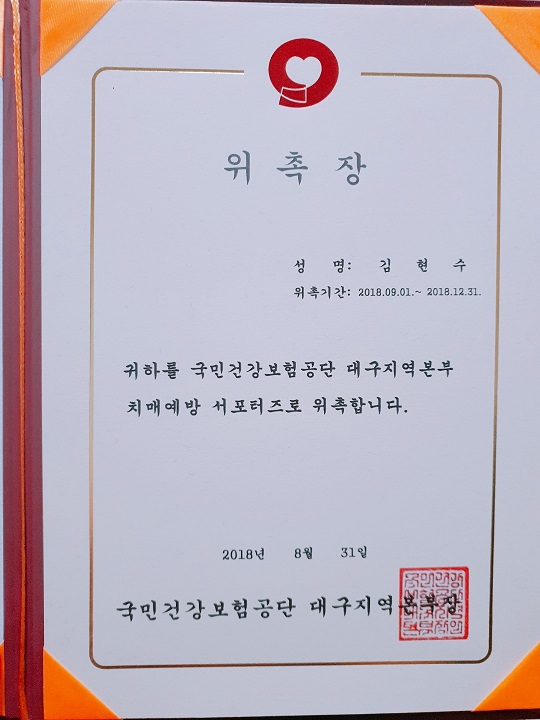 위 촉 장
성 명: 김 현 수
위촉기간: 2018.09.01.~ 2018.12.31.
귀하를 국민건강보험공단 대구지역본부
치매예방 서포터즈로 위촉합니다.
2018년 8월 31일
국민건강보험공단 대구지역본부장